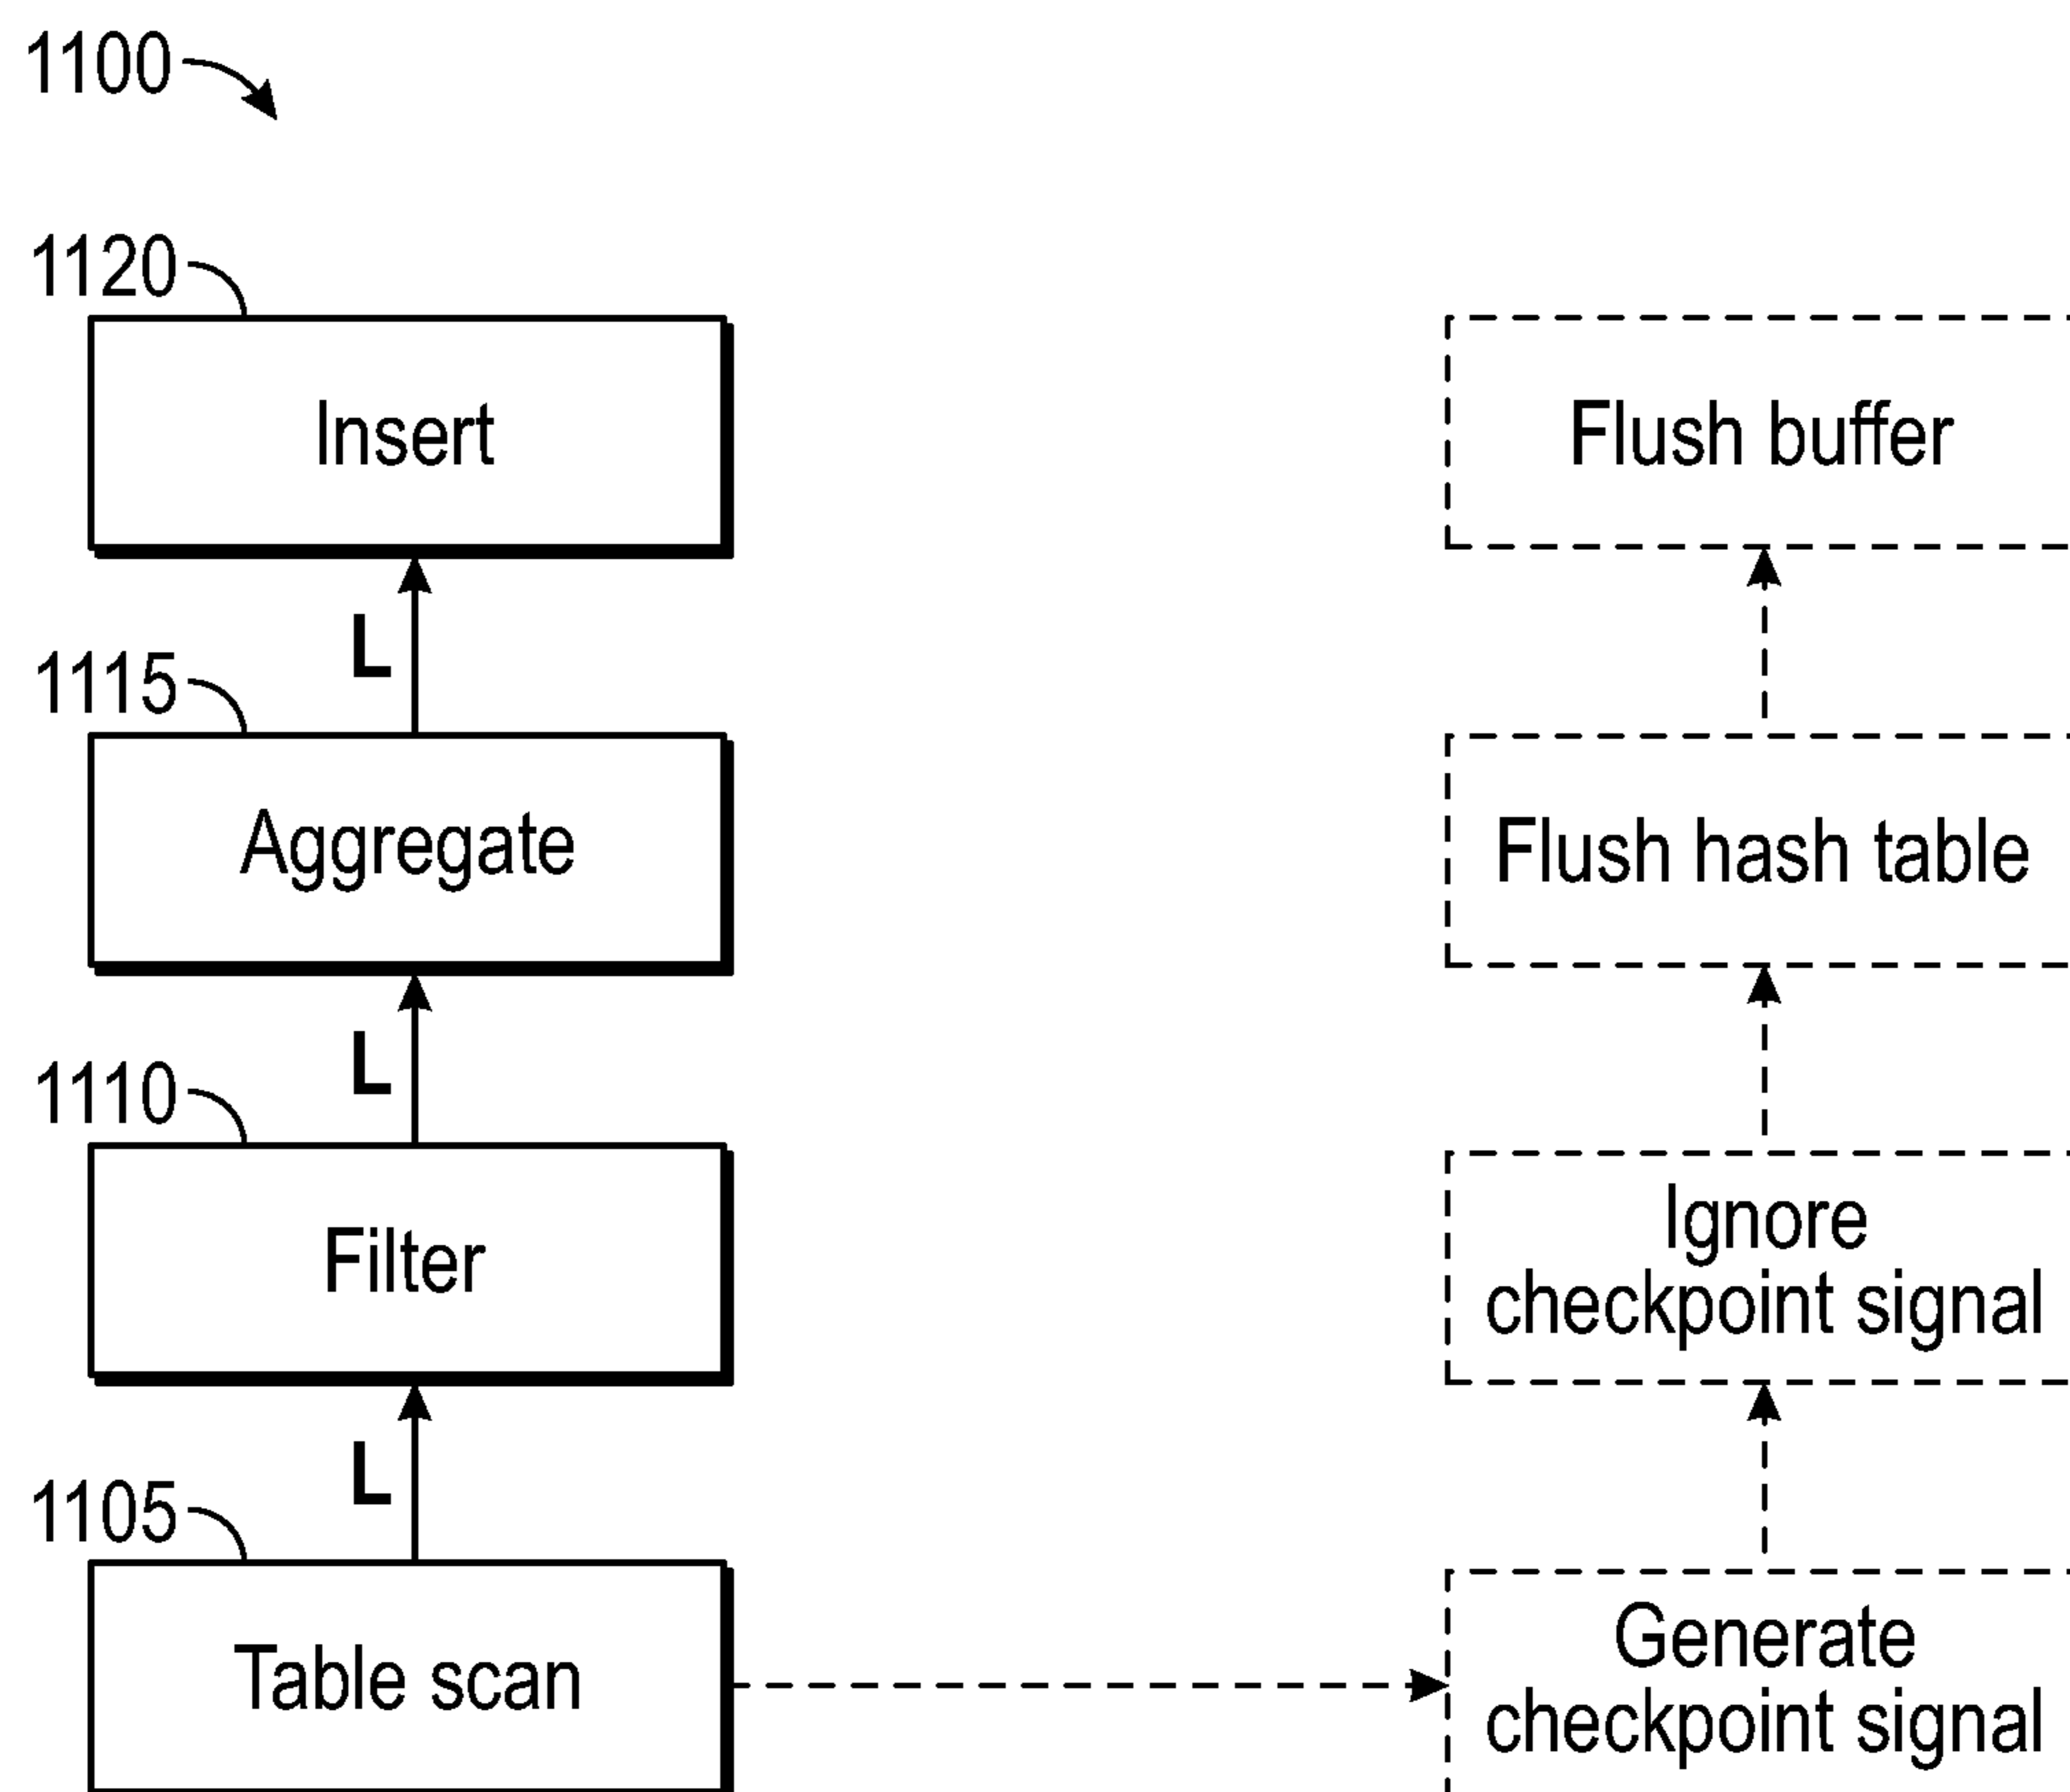 1100
1120
Insert
Flush buffer
L
1115
Aggregate
Flush hash table
L
1110
Filter
Ignore
checkpoint signal
L
1105
Table scan
Generate
checkpoint signal